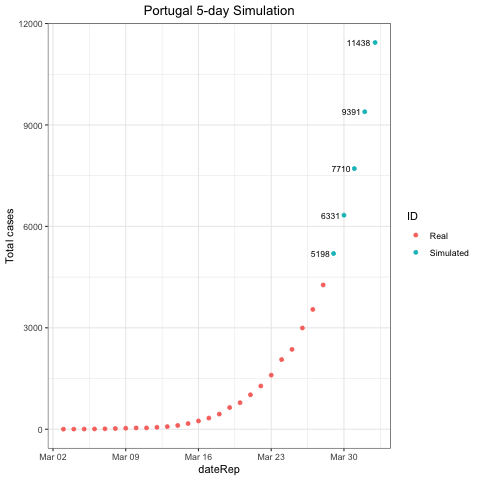 Portugal 5-day Simulation
12000
9000
6000
3000
0
Total cases
11438
9391
7710
6331
5198
Mar 02
Mar 09
Mar 16
Mar 23
Mar 30
dateRep
ID
Real
Simulated